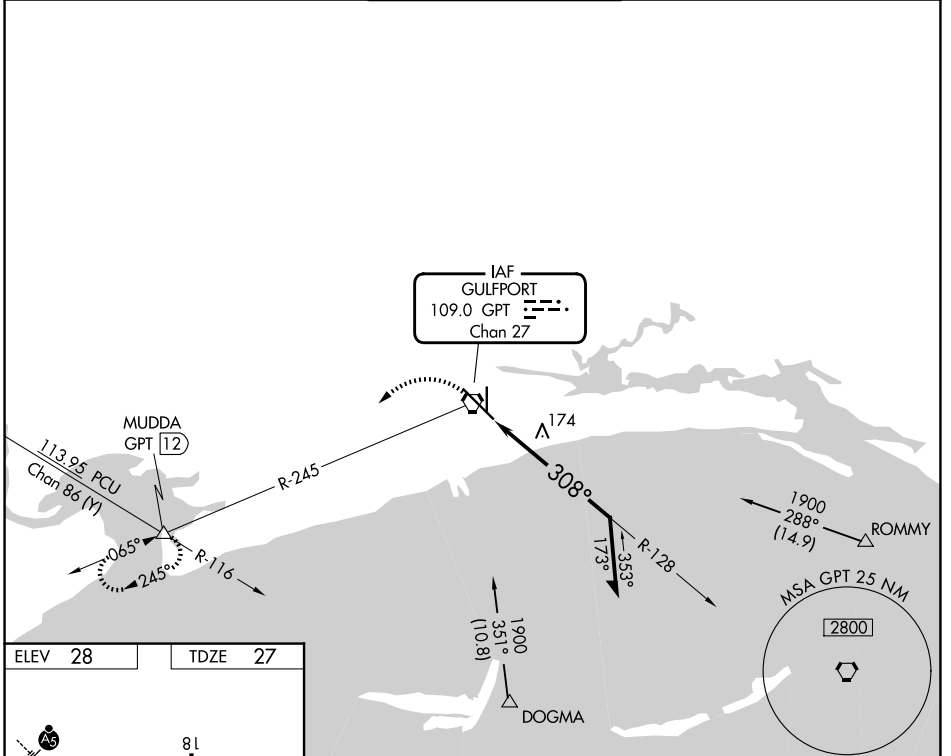 IAF
GULFPORT
109.0 GPT
Chan 27
174
MUDDA
GPT 12
113.95 PCU
Chan 86 (Y)
R-245
065°
245°
R-116
308°
173°
353°
R-128
1900
288°
(14.9)
ROMMY
1900
351°
(10.8)
DOGMA
MSA GPT 25 NM
2800
ELEV 28
TDZE 27
A5
18